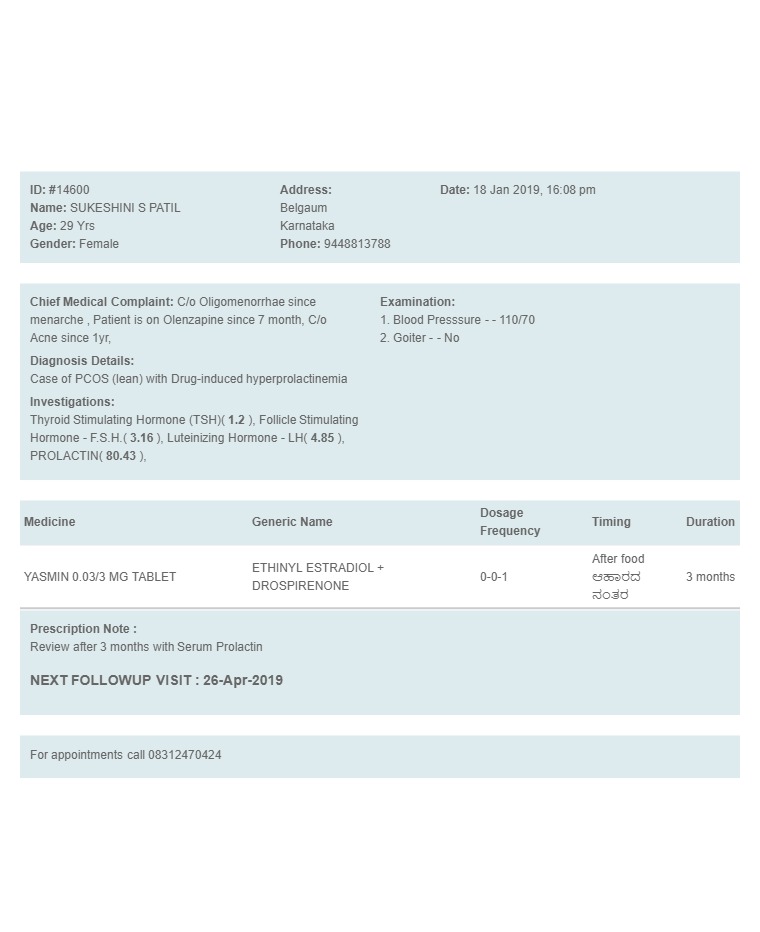 ID: #14600
Name: SUKESHINI S PATIL
Age: 29 Yrs
Gender: Female
Address:
Belgaum
Karnataka
Phone: 9448813788
Date: 18 Jan 2019, 16:08 pm
Chief Medical Complaint: C/o Oligomenorrhae since
menarche , Patient is on Olenzapine since 7 month, C/o
Acne since 1yr,
Diagnosis Details:
Case of PCOS (lean) with Drug-induced hyperprolactinemia
Investigations:
Thyroid Stimulating Hormone (TSH)( 1.2 ), Follicle Stimulating
Hormone - F.S.H.( 3.16 ), Luteinizing Hormone - LH( 4.85 ),
PROLACTIN( 80.43 ),
Examination:
1. Blood Presssure - - 110/70
2. Goiter - - No
Medicine Generic Name Dosage Frequency Timing Duration
YASMIN 0.03/3 MG TABLET
ETHINYL ESTRADIOL +
DROSPIRENONE
0-0-1
After food
ಆಹಾರದ
ನಂತರ
3 months
Prescription Note :
Review after 3 months with Serum Prolactin
NEXT FOLLOWUP VISIT : 26-Apr-2019
For appointments call 08312470424